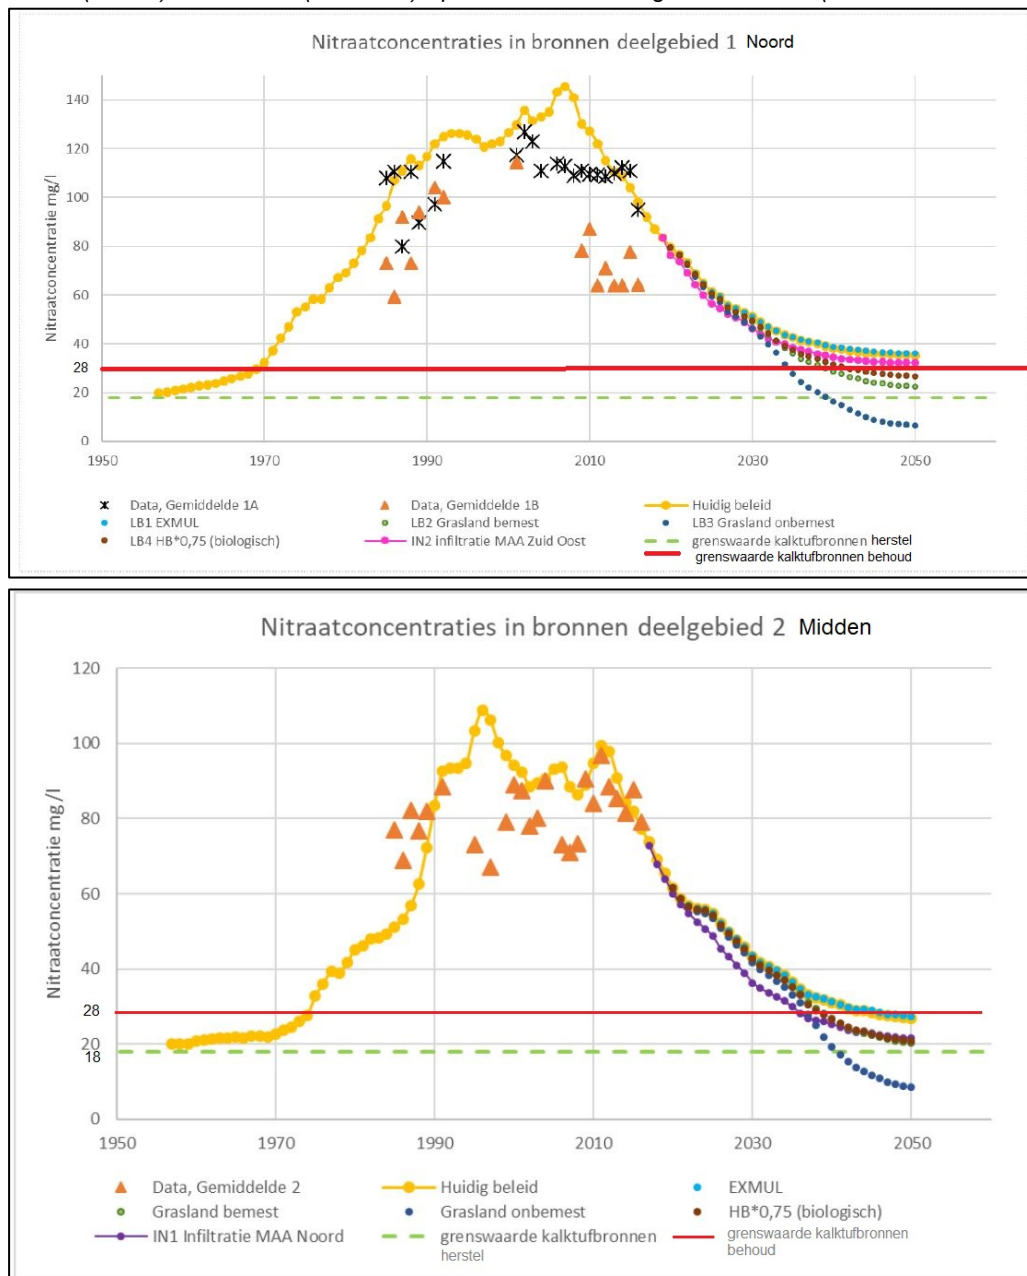 Nitraatconcentraties in bronnen deelgebied 1 Noord
Nitraatconcentratie mg/l
140
120
100
80
60
40
28
20
0
1950 1970 1990 2010 2030 2050
Data, Gemiddelde 1A Data, Gemiddelde 1B Huidig beleid
LB1 EXMUL LB2 Grasland bemest LB3 Grasland onbemest
LB4 HB*0,75 (biologisch) IN2 infiltratie MAA Zuid Oost grenswaarde kalktufbronnen herstel
grenswaarde kalktufbronnen behoud
Nitraatconcentraties in bronnen deelgebied 2 Midden
Nitraatconcentratie mg/l
120
100
80
60
40
28
20
18
0
1950 1970 1990 2010 2030 2050
Data, Gemiddelde 2 Huidig beleid EXMUL
Grasland bemest Grasland onbemest HB*0,75 (biologisch)
IN1 Infiltratie MAA Noord grenswaarde kalktufbronnen grenswaarde kalktufbronnen
herstel behoud